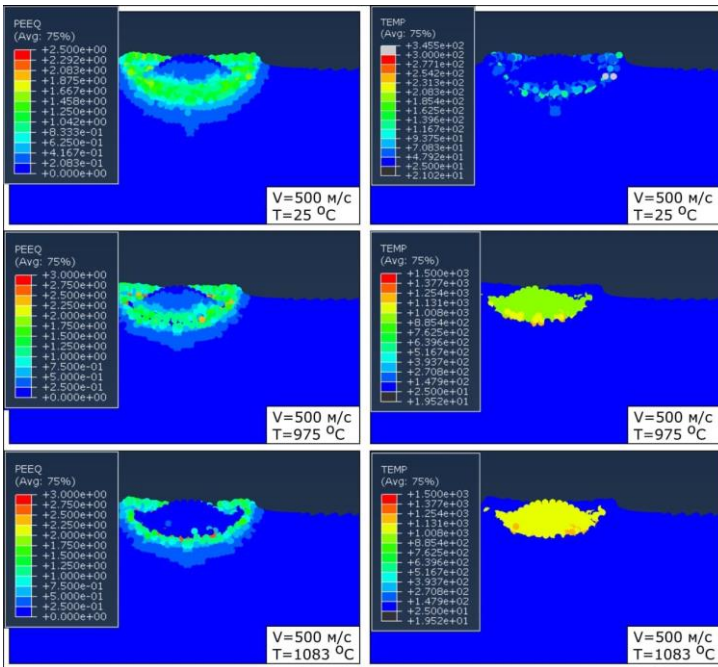 PEEQ
(Avg: 75%)
+2.500e+00
+2.292e+00
+2.083e+00
+1.875e+00
+1.667e+00
+1.458e+00
+1.250e+00
+1.042e+00
+8.333e-01
+6.250e-01
+4.167e-01
+2.083e-01
+0.000e+00
V=500 м/с
T=25 °C
TEMP
(Avg: 75%)
+3.455e+02
+3.000e+02
+2.771e+02
+2.542e+02
+2.313e+02
+2.083e+02
+1.854e+02
+1.625e+02
+1.396e+02
+1.167e+02
+9.375e+01
+7.083e+01
+4.792e+01
+2.500e+01
+2.102e+01
V=500 м/с
T=25 °C
PEEQ
(Avg: 75%)
+3.000e+00
+2.750e+00
+2.500e+00
+2.250e+00
+2.000e+00
+1.750e+00
+1.500e+00
+1.250e+00
+1.000e+00
+7.500e-01
+5.000e-01
+2.500e-01
+0.000e+00
V=500 м/с
T=975 °C
TEMP
(Avg: 75%)
+1.500e+03
+1.377e+03
+1.254e+03
+1.131e+03
+1.008e+03
+8.854e+02
+7.625e+02
+6.396e+02
+5.167e+02
+3.937e+02
+2.708e+02
+1.479e+02
+2.500e+01
+1.952e+01
V=500 м/с
T=975 °C
PEEQ
(Avg: 75%)
+3.000e+00
+2.750e+00
+2.500e+00
+2.250e+00
+2.000e+00
+1.750e+00
+1.500e+00
+1.250e+00
+1.000e+00
+7.500e-01
+5.000e-01
+2.500e-01
+0.000e+00
V=500 м/с
T=1083 °C
TEMP
(Avg: 75%)
+1.500e+03
+1.377e+03
+1.254e+03
+1.131e+03
+1.008e+03
+8.854e+02
+7.625e+02
+6.396e+02
+5.167e+02
+3.937e+02
+2.708e+02
+1.479e+02
+2.500e+01
+1.952e+01
V=500 м/с
T=1083 °C